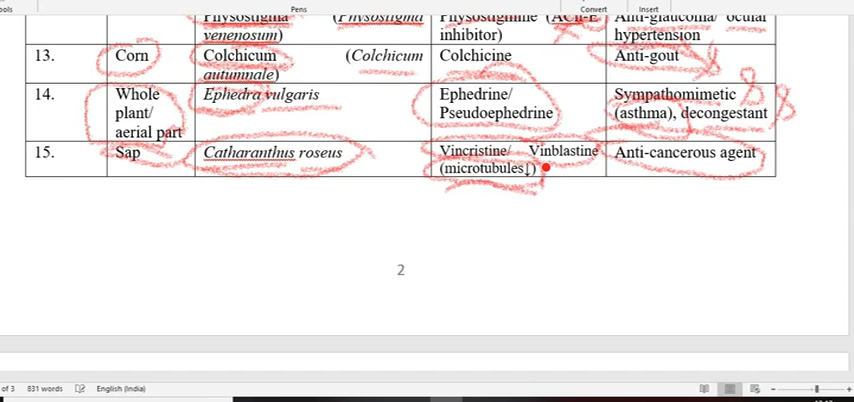 ools Pens Convert Insert
Physostigma (Physostigma Physostigmine (ACh-E Anti-glaucoma/ ocular
venenosum) inhibitor) hypertension
13. Corn Colchicum (Colchicum Colchicine Anti-gout
autumnale)
14. Whole Ephedra vulgaris Ephedrine/ Sympathomimetic
plant/ Pseudoephedrine (asthma), decongestant
aerial part
15. Sap Catharanthus roseus Vincristine/ Vinblastine Anti-cancerous agent
(microtubules↓)
2
of 3 831 words English (India)